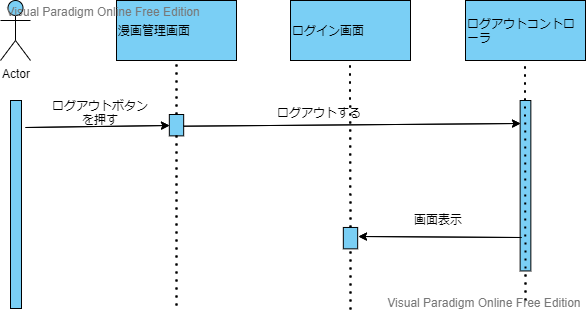 Visual Paradigm Online Free Edition
漫画管理画面
ログイン画面
ログアウトコントロ
ーラ
Actor
ログアウトボタン
を押す
ログアウトする
画面表示
Visual Paradigm Online Free Edition